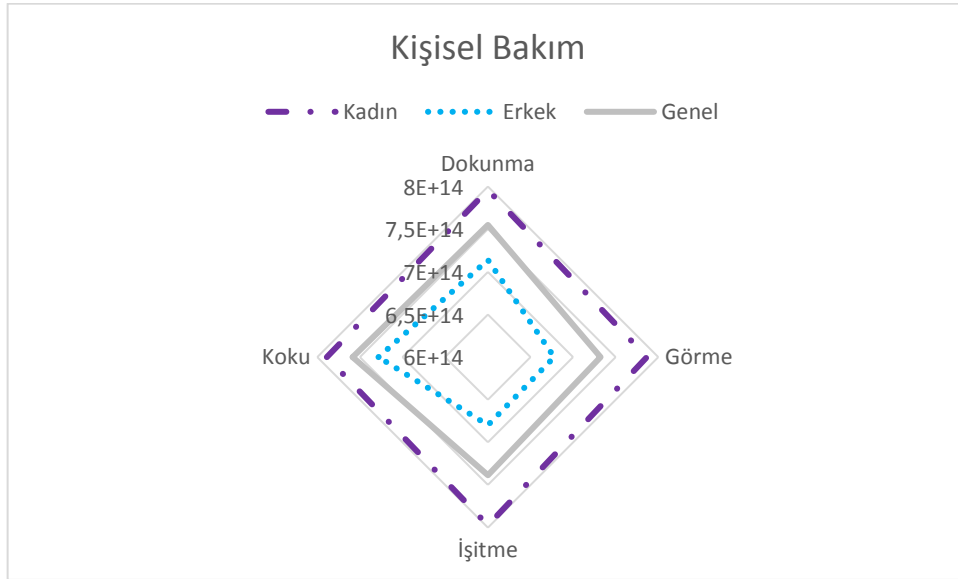 Kişisel Bakım
Kadın Erkek Genel
Dokunma
8E+14
7,5E+14
7E+14
6,5E+14
Koku 6E+14 Görme
İşitme